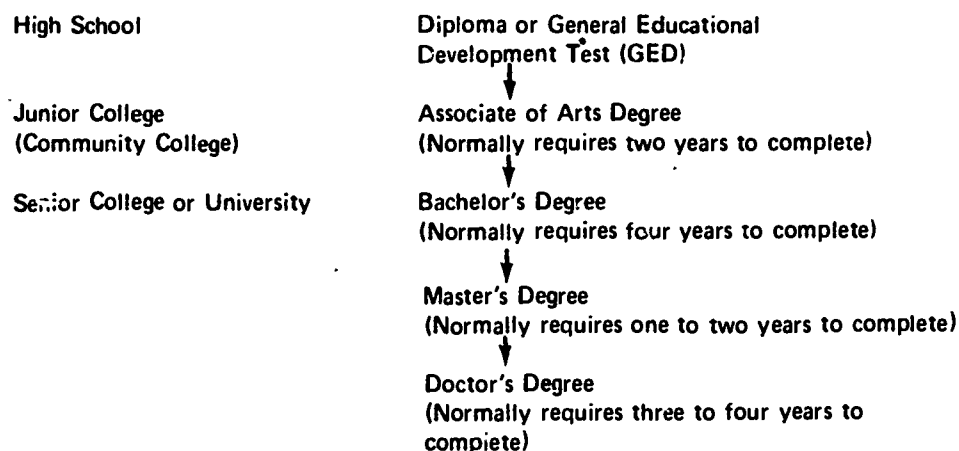 High School
Diploma or General Educational
Development Test (GED)
Junior College
(Community College)
Associate of Arts Degree
(Normally requires two years to complete)
Senior College or University
Bachelor's Degree
(Normally requires four years to complete)
Master's Degree
(Normally requires one to two years to complete)
Doctor's Degree
(Normally requires three to four years to
complete)